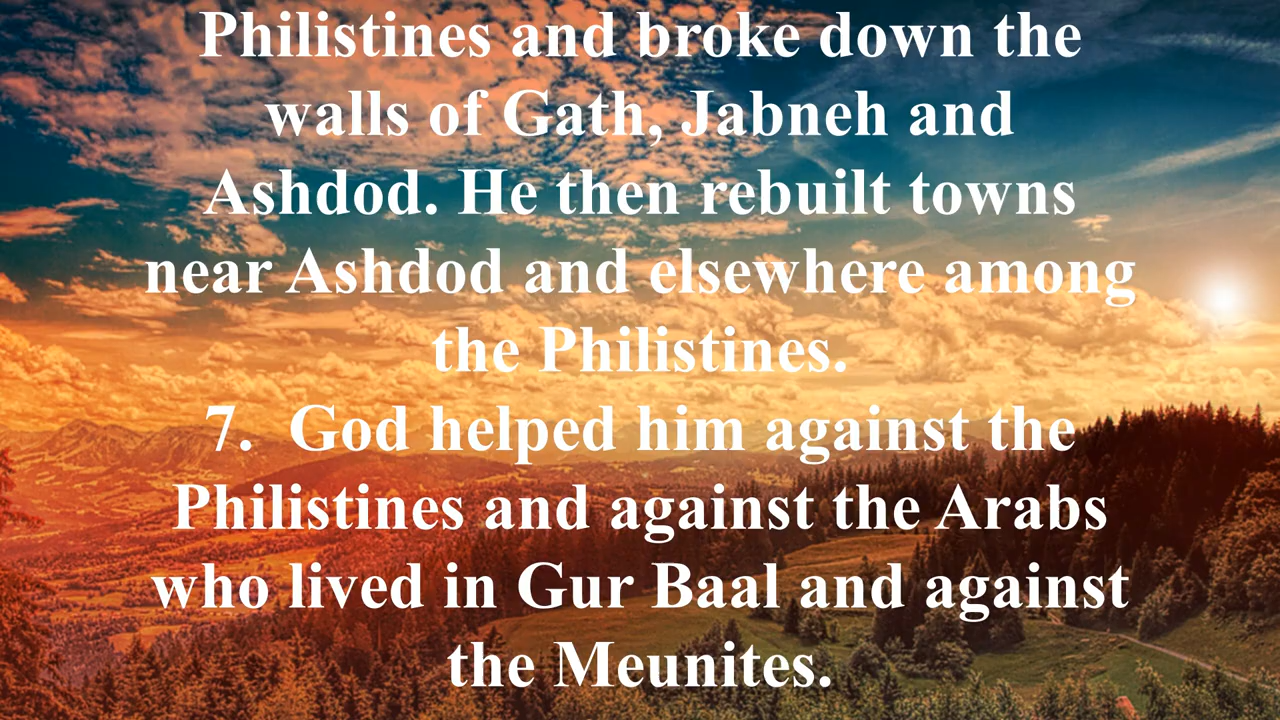 Philistines and broke down the
walls of Gath, Jabneh and
Ashdod. He then rebuilt towns
near Ashdod and elsewhere among
the Philistines.
7.  God helped him against the
Philistines and against the Arabs
who lived in Gur Baal and against
the Meunites.